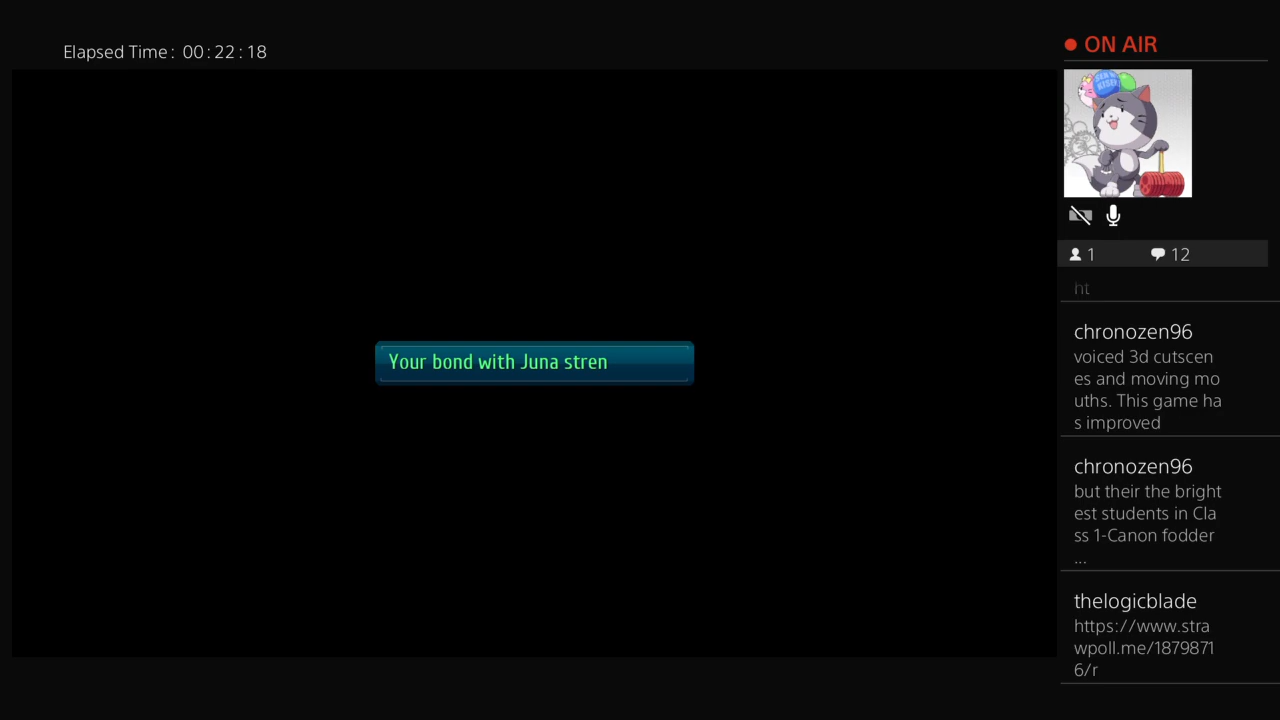 Elapsed Time: 00:22:18
ON AIR
1
12
ht
chronozen96
voiced 3d cutscen
es and moving mo
uths. This game ha
s improved
chronozen96
but their the bright
est students in Cla
ss 1-Canon fodder
...
thelogicblade
https://www.stra
wpoll.me/1879871
6/r
Your bond with Juna stren